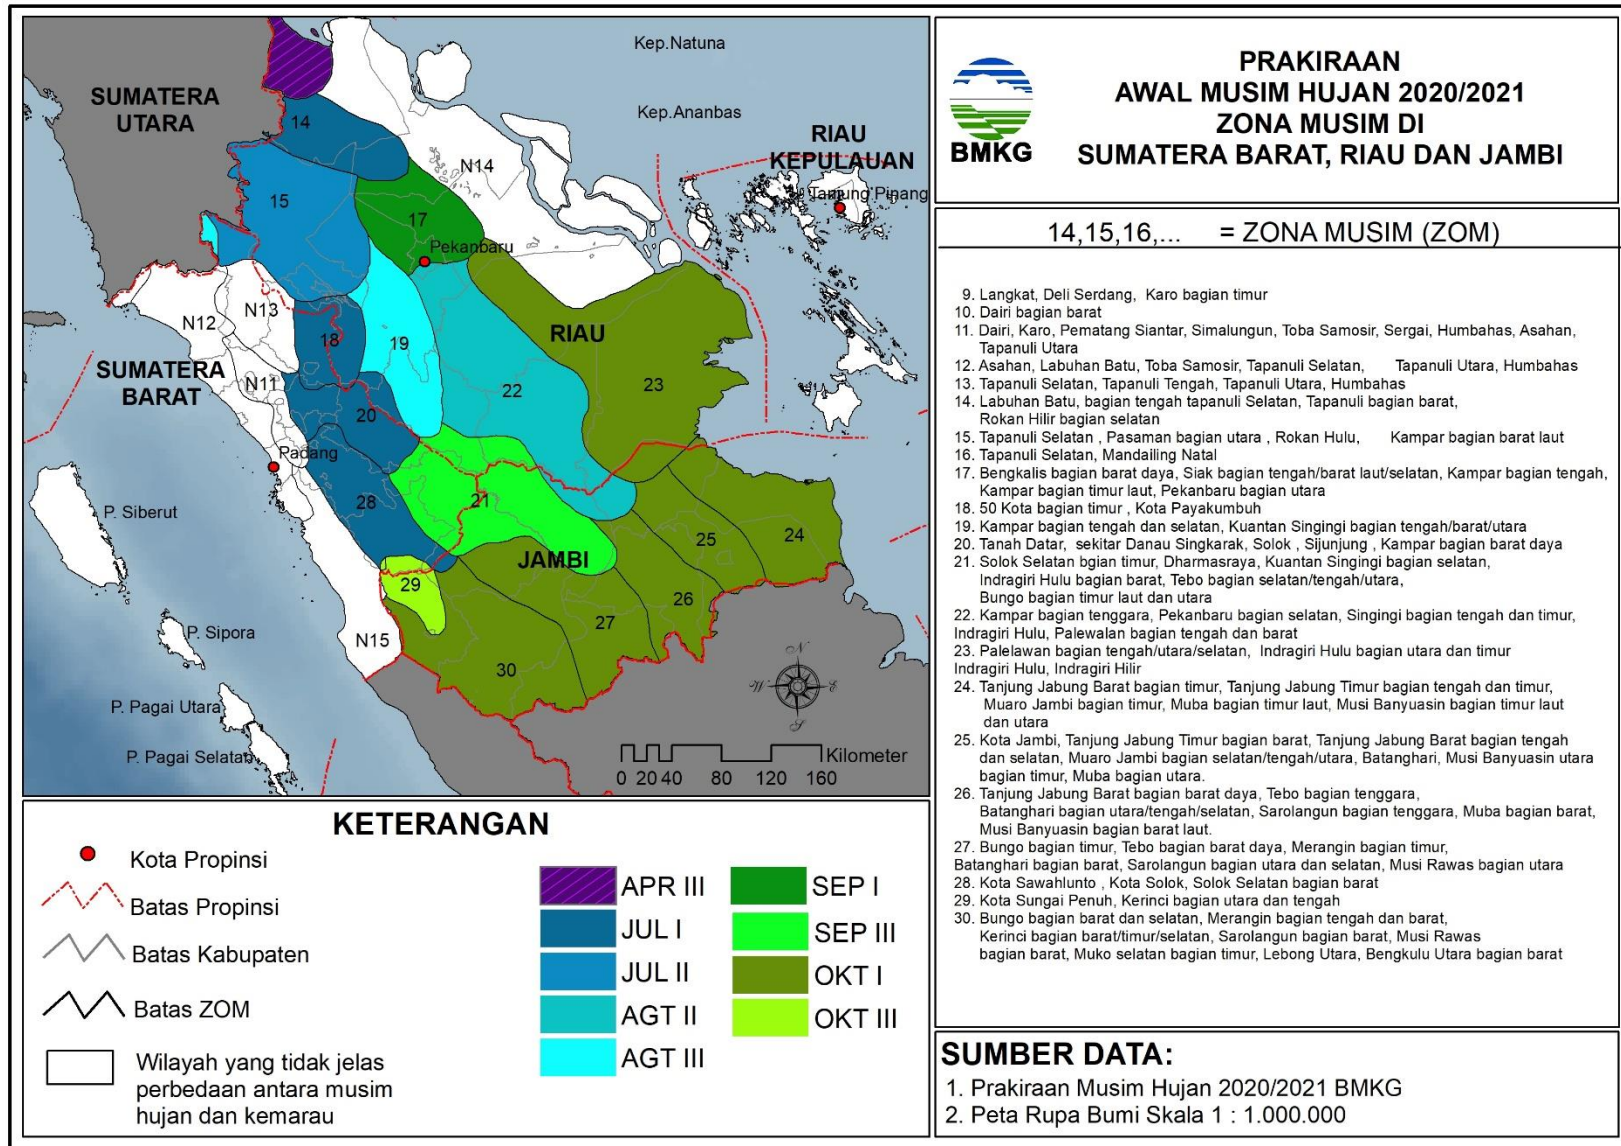 SUMATERA
UTARA
Kep.Natuna
Kep.Ananbas
RIAU
KEPULAUAN
Tanjung Pinang
14
N14
15
17
Pekanbaru
N13
N12
18
19
RIAU
23
22
SUMATERA
BARAT
N11
20
Padang
28
21
P. Siberut
JAMBI
25
24
29
26
27
N15
30
P. Sipora
P. Pagai Utara
P. Pagai Selatan
N
W
E
S
Kilometer
0 20 40 80 120 160
BMKG
PRAKIRAAN
AWAL MUSIM HUJAN 2020/2021
ZONA MUSIM DI
SUMATERA BARAT, RIAU DAN JAMBI
14,15,16,... = ZONA MUSIM (ZOM)
9. Langkat, Deli Serdang, Karo bagian timur
10. Dairi bagian barat
11. Dairi, Karo, Pematang Siantar, Simalungun, Toba Samosir, Sergai, Humbahas, Asahan,
Tapanuli Utara
12. Asahan, Labuhan Batu, Toba Samosir, Tapanuli Selatan, Tapanuli Utara, Humbahas
13. Tapanuli Selatan, Tapanuli Tengah, Tapanuli Utara, Humbahas
14. Labuhan Batu, bagian tengah tapanuli Selatan, Tapanuli bagian barat,
Rokan Hilir bagian selatan
15. Tapanuli Selatan , Pasaman bagian utara , Rokan Hulu, Kampar bagian barat laut
16. Tapanuli Selatan, Mandailing Natal
17. Bengkalis bagian barat daya, Siak bagian tengah/barat laut/selatan, Kampar bagian tengah,
Kampar bagian timur laut, Pekanbaru bagian utara
18. 50 Kota bagian timur , Kota Payakumbuh
19. Kampar bagian tengah dan selatan, Kuantan Singingi bagian tengah/barat/utara
20. Tanah Datar, sekitar Danau Singkarak, Solok , Sijunjung , Kampar bagian barat daya
21. Solok Selatan bgian timur, Dharmasraya, Kuantan Singingi bagian selatan,
Indragiri Hulu bagian barat, Tebo bagian selatan/tengah/utara,
Bungo bagian timur laut dan utara
22. Kampar bagian tenggara, Pekanbaru bagian selatan, Singingi bagian tengah dan timur,
Indragiri Hulu, Palewalan bagian tengah dan barat
23. Palelawan bagian tengah/utara/selatan, Indragiri Hulu bagian utara dan timur
Indragiri Hulu, Indragiri Hilir
24. Tanjung Jabung Barat bagian timur, Tanjung Jabung Timur bagian tengah dan timur,
Muaro Jambi bagian timur, Muba bagian timur laut, Musi Banyuasin bagian timur laut
dan utara
25. Kota Jambi, Tanjung Jabung Timur bagian barat, Tanjung Jabung Barat bagian tengah
dan selatan, Muaro Jambi bagian selatan/tengah/utara, Batanghari, Musi Banyuasin utara
bagian timur, Muba bagian utara.
26. Tanjung Jabung Barat bagian barat daya, Tebo bagian tenggara,
Batanghari bagian utara/tengah/selatan, Sarolangun bagian tenggara, Muba bagian barat,
Musi Banyuasin bagian barat laut.
27. Bungo bagian timur, Tebo bagian barat daya, Merangin bagian timur,
Batanghari bagian barat, Sarolangun bagian utara dan selatan, Musi Rawas bagian utara
28. Kota Sawahlunto , Kota Solok, Solok Selatan bagian barat
29. Kota Sungai Penuh, Kerinci bagian utara dan tengah
30. Bungo bagian barat dan selatan, Merangin bagian tengah dan barat,
Kerinci bagian barat/timur/selatan, Sarolangun bagian barat, Musi Rawas
bagian barat, Muko selatan bagian timur, Lebong Utara, Bengkulu Utara bagian barat
KETERANGAN
Kota Propinsi
Batas Propinsi
Batas Kabupaten
Batas ZOM
Wilayah yang tidak jelas
perbedaan antara musim
hujan dan kemarau
APR III
JUL I
JUL II
AGT II
AGT III
SEP I
SEP III
OKT I
OKT III
SUMBER DATA:
1. Prakiraan Musim Hujan 2020/2021 BMKG
2. Peta Rupa Bumi Skala 1 : 1.000.000